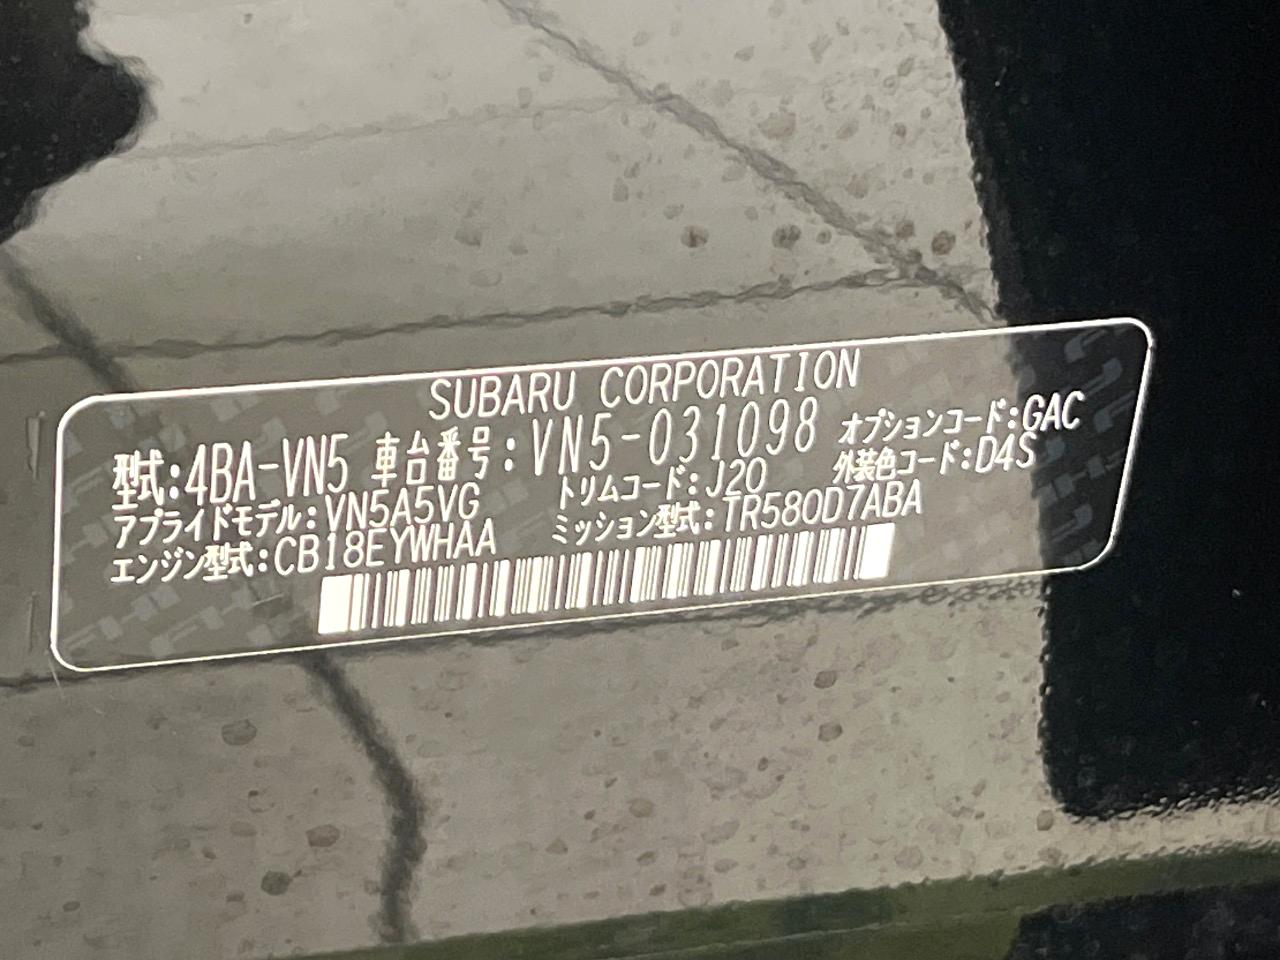 SUBARU CORPORATION
型式:4BA-VN5 車台番号:VN5-031098 オプションコード:GAC
アプライドモデル:VN5A5VG トリムコード:J20 外装色コード:D4S
エンジン型式:CB18EYWHAA ミッション型式:TR580D7ABA